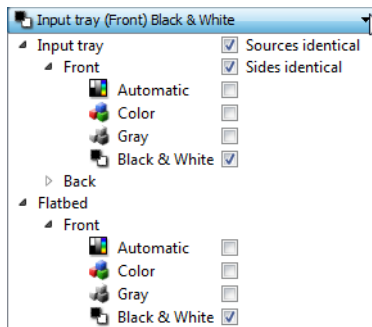 Input tray (Front) Black & White
Input tray Sources identical
Front Sides identical
Automatic
Color
Gray
Black & White
Back
Flatbed
Front
Automatic
Color
Gray
Black & White